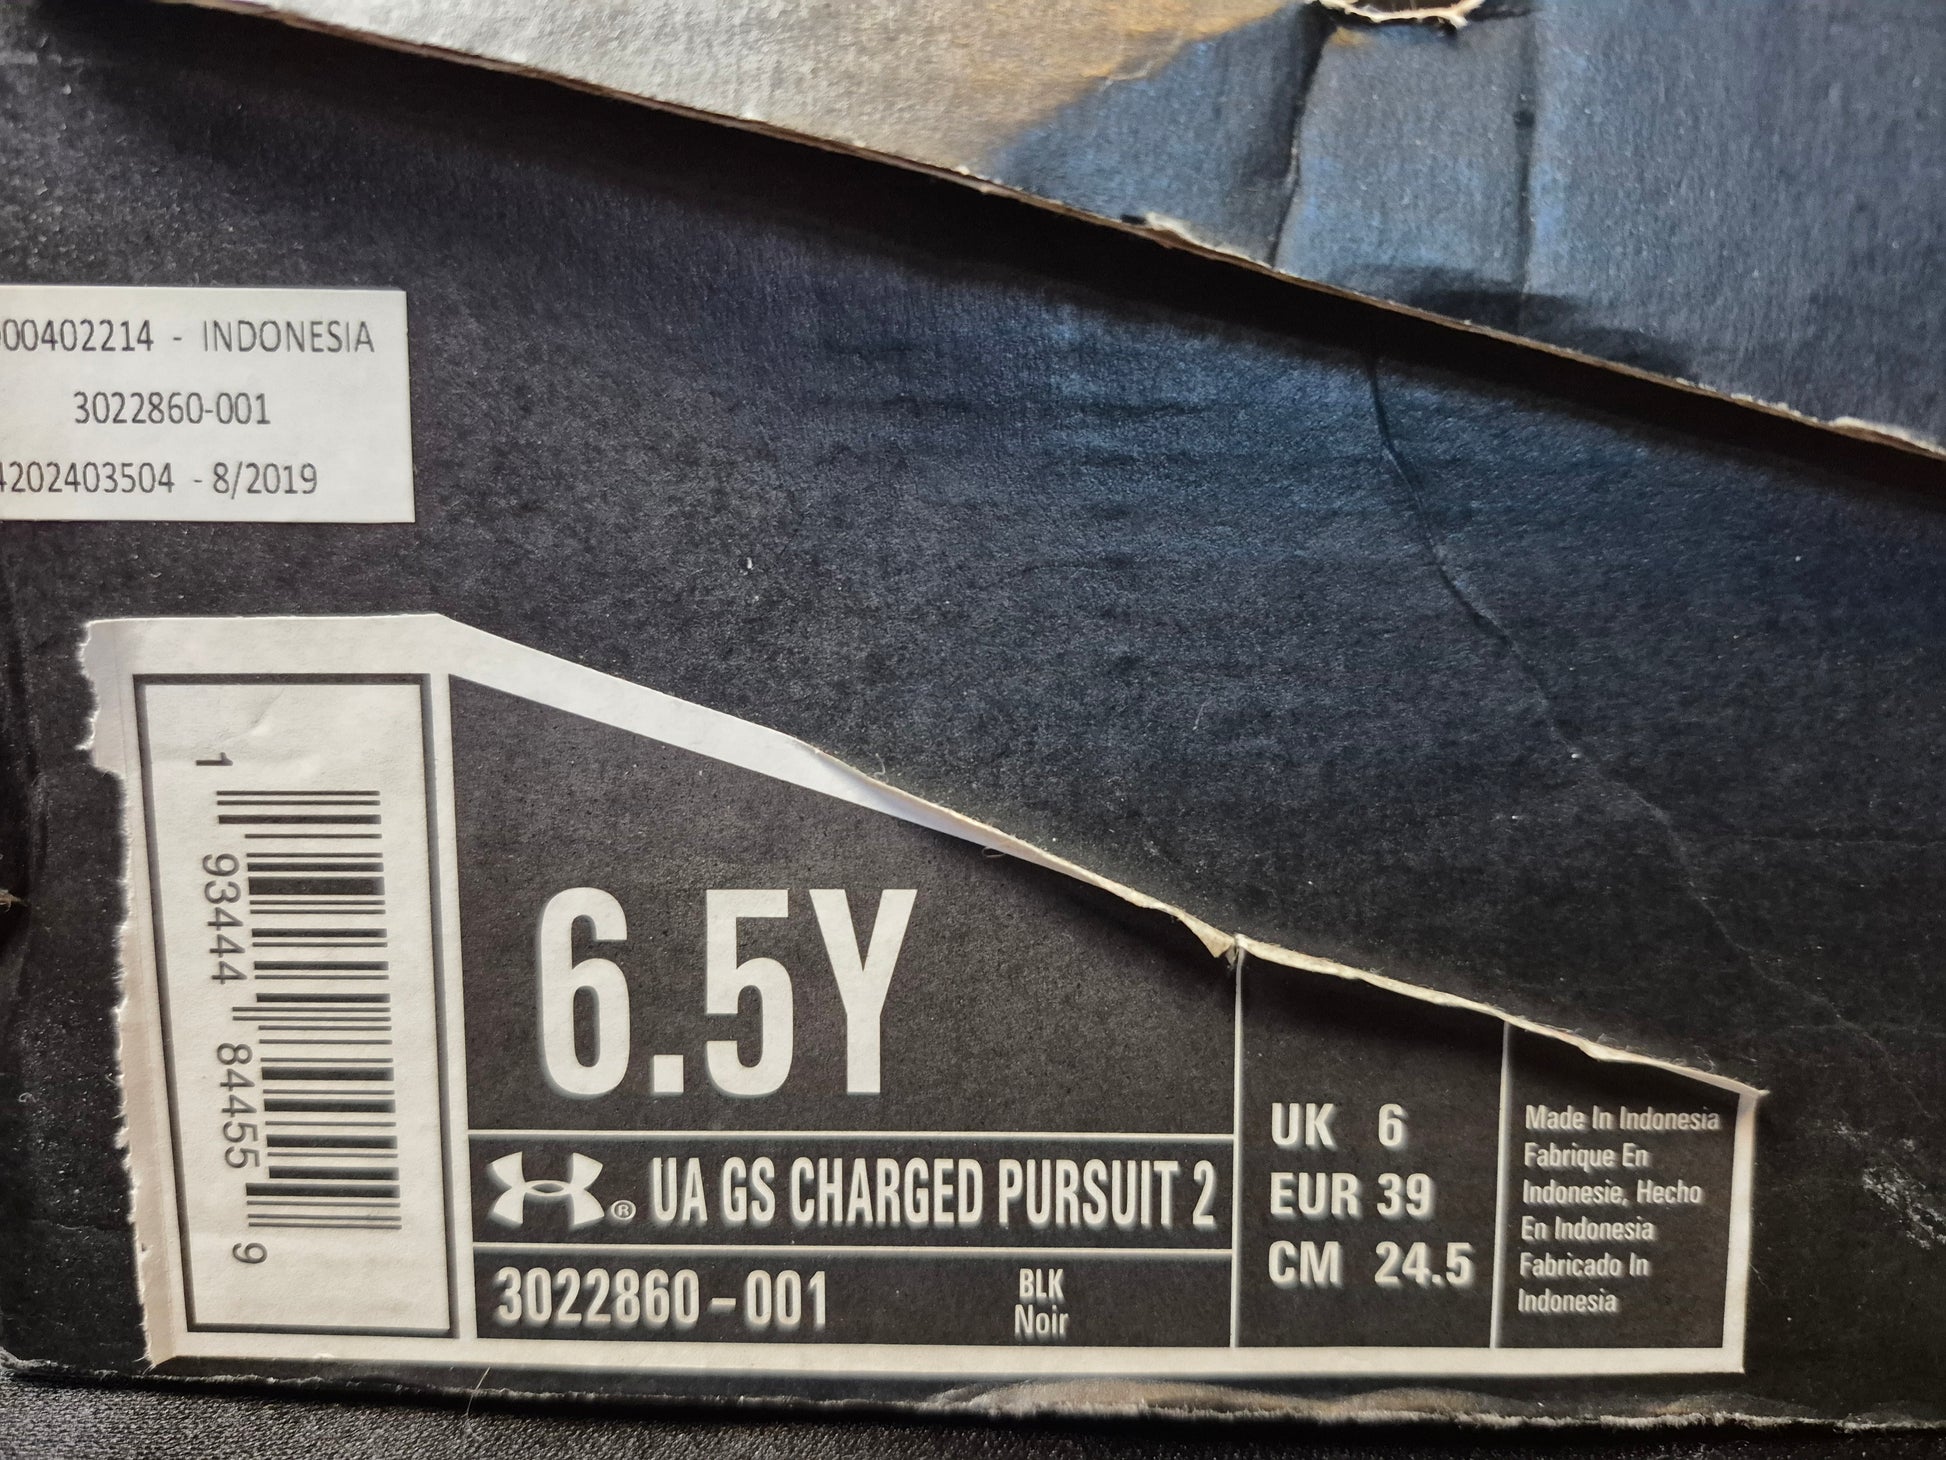 00402214 - INDONESIA
3022860-001
4202403504 - 8/2019
1 93444 84455 9
6.5Y
® UA GS CHARGED PURSUIT 2
3022860-001
BLK
Noir
UK 6
EUR 39
CM 24.5
Made In Indonesia
Fabrique En
Indonesie, Hecho
En Indonesia
Fabricado In
Indonesia